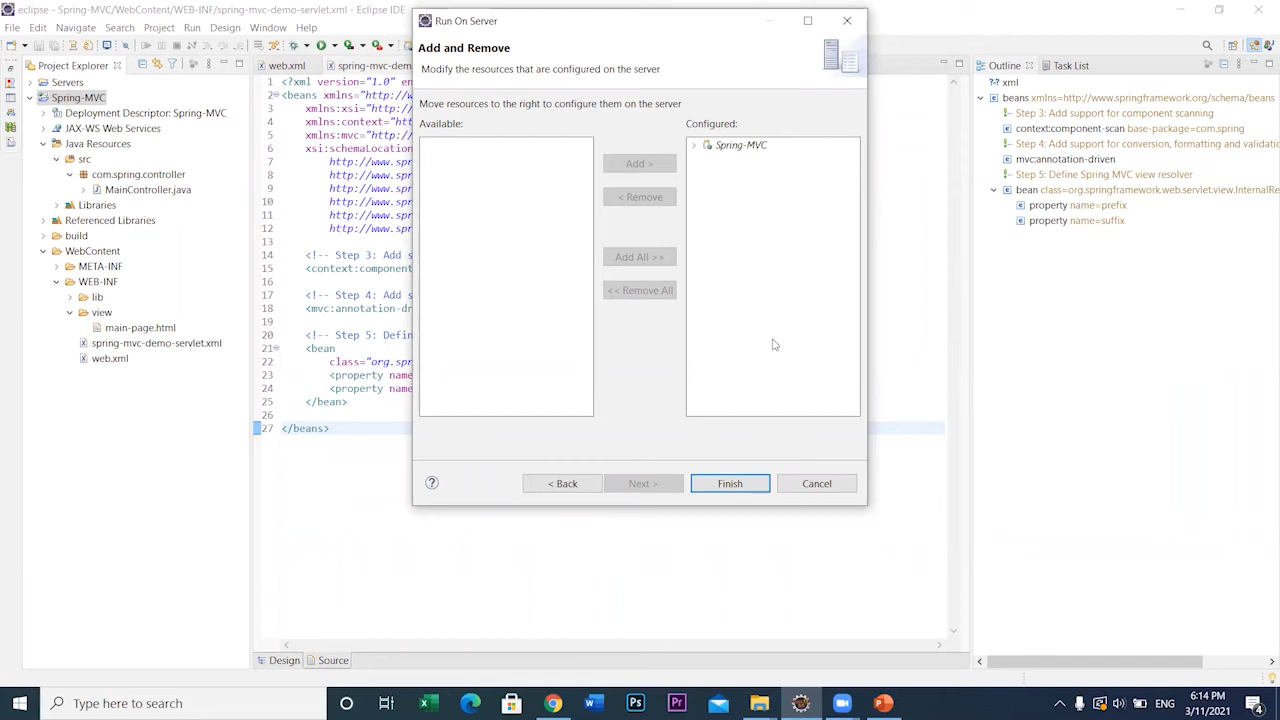 eclipse - Spring-MVC/WebContent/WEB-INF/spring-mvc-demo-servlet.xml - Eclipse IDE
File Edit Navigate Search Project Run Design Window Help
Project Explorer
Servers
Spring-MVC
Deployment Descriptor: Spring-MVC
JAX-WS Web Services
Java Resources
src
com.spring.controller
MainController.java
Libraries
Referenced Libraries
build
WebContent
META-INF
WEB-INF
lib
view
main-page.html
spring-mvc-demo-servlet.xml
web.xml
web.xml spring-mvc-demo
1 <?xml version="1.0" en
2 <beans xmlns="http://w
3 xmlns:xsi="http://
4 xmlns:context="htt
5 xmlns:mvc="http://
6 xsi:schemaLocation
7 http://www.spr
8 http://www.sp
9 http://www.sp
10 http://www.sp
11 http://www.sp
12 http://www.sp
13
14 <!-- Step 3: Add s
15 <context:component
16
17 <!-- Step 4: Add s
18 <mvc:annotation-dr
19
20 <!-- Step 5: Defin
21 <bean
22 class="org.spr
23 <property name
24 <property name
25 </bean>
26
27 </beans>
Design Source
Run On Server
Add and Remove
Modify the resources that are configured on the server
Move resources to the right to configure them on the server
Available:
Configured:
Spring-MVC
Add >
< Remove
Add All >>
<< Remove All
? < Back Next > Finish Cancel
Outline Task List
xml
beans xmlns=http://www.springframework.org/schema/beans
Step 3: Add support for component scanning
context:component-scan base-package=com.spring
Step 4: Add support for conversion, formatting and validatio
mvc:annotation-driven
Step 5: Define Spring MVC view resolver
bean class=org.springframework.web.servlet.view.InternalRe
property name=prefix
property name=suffix
Type here to search
ENG
6:14 PM
3/11/2021